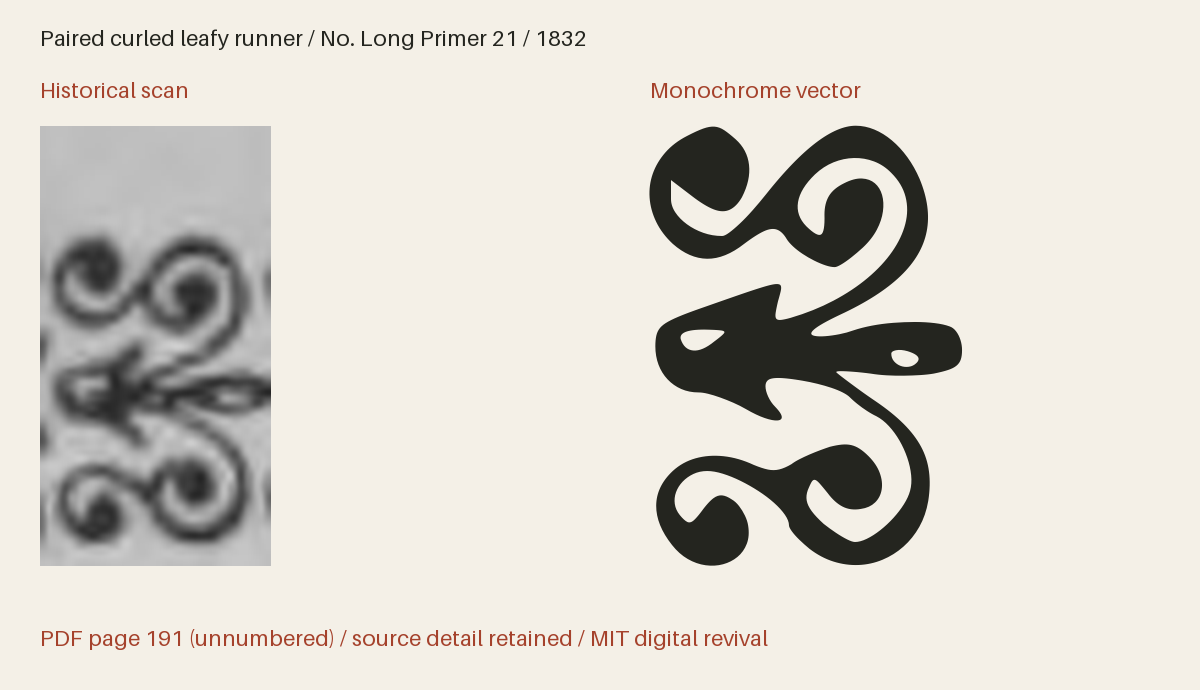 Paired curled leafy runner / No. Long Primer 21 / 1832
Historical scan
Monochrome vector
PDF page 191 (unnumbered) / source detail retained / MIT digital revival